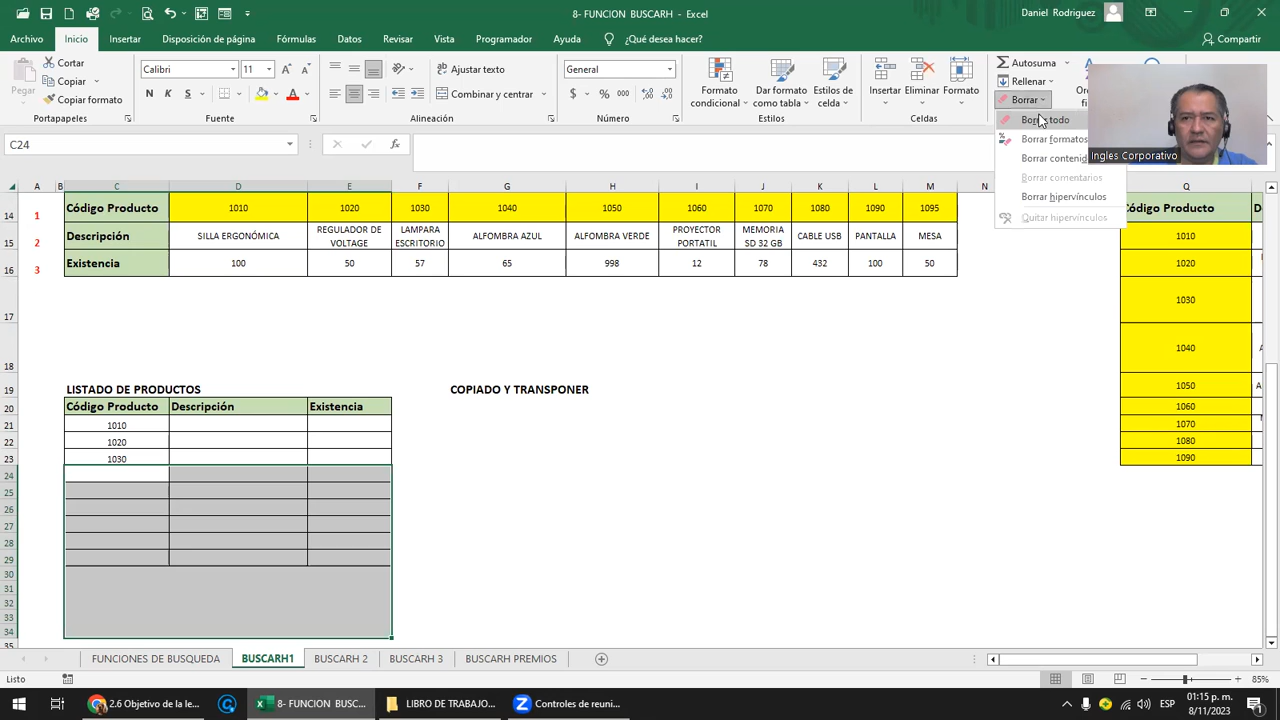 8- FUNCION BUSCARH - Excel
Daniel Rodriguez
Archivo Inicio Insertar Disposición de página Fórmulas Datos Revisar Vista Programador Ayuda ¿Qué desea hacer? Compartir
Pegar
Cortar
Copiar
Copiar formato
Portapapeles
Calibri 11
N K S
Fuente
Ajustar texto
Combinar y centrar
Alineación
General
% 000
Número
Formato condicional
Dar formato como tabla
Estilos de celda
Estilos
Insertar Eliminar Formato
Celdas
Autosuma
Rellenar
Borrar
Borrar todo
Borrar formatos
Borrar
Borrar comentarios
Borrar hipervínculos
Quitar hipervínculos
Ingles Corporativo
C24
fx
A B C D E F G H I J K L M N Q
14 1 Código Producto 1010 1020 1030 1040 1050 1060 1070 1080 1090 1095 Código Producto
15 2 Descripción SILLA ERGONÓMICA REGULADOR DE VOLTAGE LAMPARA ESCRITORIO ALFOMBRA AZUL ALFOMBRA VERDE PROYECTOR PORTATIL MEMORIA SD 32 GB CABLE USB PANTALLA MESA 1010
16 3 Existencia 100 50 57 65 998 12 78 432 100 50 1020
17 1030
18 1040
19 LISTADO DE PRODUCTOS COPIADO Y TRANSPONER 1050
20 Código Producto Descripción Existencia 1060
21 1010 1070
22 1020 1080
23 1030 1090
24
25
26
27
28
29
30
31
32
33
34
35
FUNCIONES DE BUSQUEDA BUSCARH1 BUSCARH 2 BUSCARH 3 BUSCARH PREMIOS
Listo
85%
2.6 Objetivo de la le...
8- FUNCION BUSC...
LIBRO DE TRABAJO...
Controles de reuni...
ESP
01:15 p. m.
8/11/2023